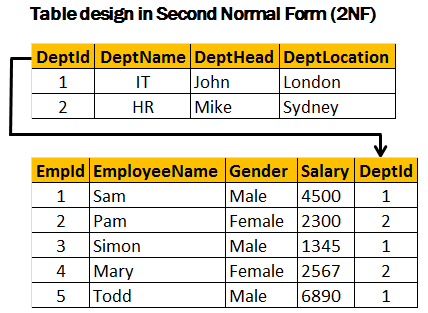 Table design in Second Normal Form (2NF)
DeptId DeptName DeptHead DeptLocation
1 IT John London
2 HR Mike Sydney
EmpId EmployeeName Gender Salary DeptId
1 Sam Male 4500 1
2 Pam Female 2300 2
3 Simon Male 1345 1
4 Mary Female 2567 2
5 Todd Male 6890 1